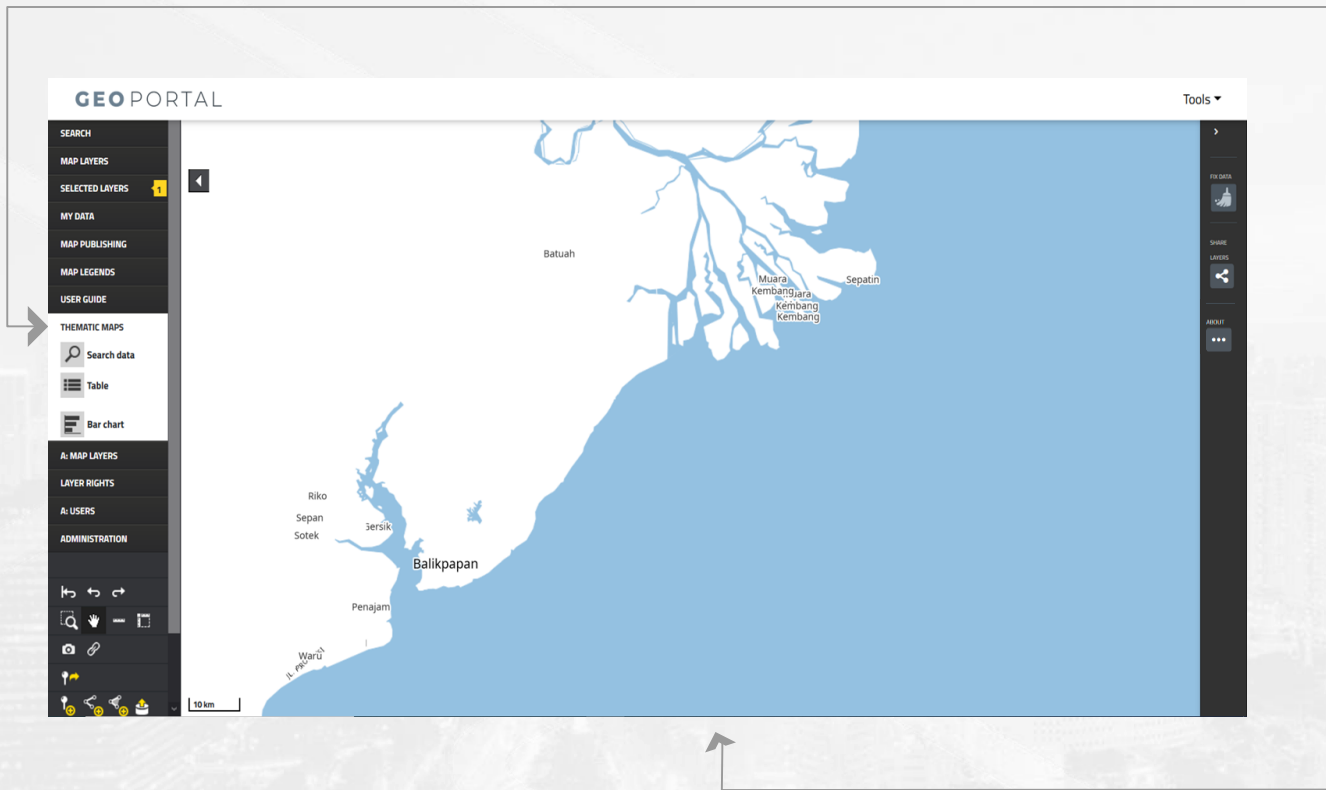 GEOPORTAL
Tools
SEARCH
MAP LAYERS
SELECTED LAYERS 1
MY DATA
MAP PUBLISHING
MAP LEGENDS
USER GUIDE
THEMATIC MAPS
Search data
Table
Bar chart
A: MAP LAYERS
LAYER RIGHTS
A: USERS
ADMINISTRATION
Batuah
Muara
Kembang
Kembang
Kembang
Sepatin
Riko
Sepan
Sotek
Gersik
Balikpapan
Penajam
Waru
JL.
10 km
FIX DATA
SHARE
LAYERS
ABOUT